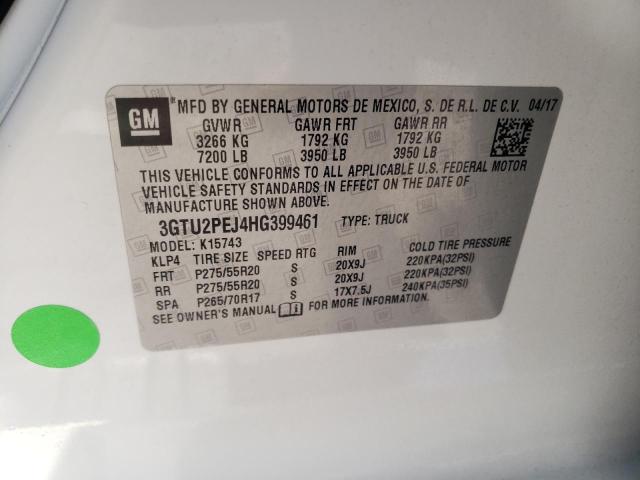 GM
MFD BY GENERAL MOTORS DE MEXICO, S. DE R.L. DE C.V. 04/17
GVWR GAWR FRT GAWR RR
3266 KG 1792 KG 1792 KG
7200 LB 3950 LB 3950 LB
THIS VEHICLE CONFORMS TO ALL APPLICABLE U.S. FEDERAL MOTOR
VEHICLE SAFETY STANDARDS IN EFFECT ON THE DATE OF
MANUFACTURE SHOWN ABOVE.
3GTU2PEJ4HG399461 TYPE: TRUCK
MODEL: K15743
KLP4 TIRE SIZE SPEED RTG RIM COLD TIRE PRESSURE
FRT P275/55R20 S 20X9J 220KPA(32PSI)
RR P275/55R20 S 20X9J 220KPA(32PSI)
SPA P265/70R17 S 17X7.5J 240KPA(35PSI)
SEE OWNER'S MANUAL FOR MORE INFORMATION.